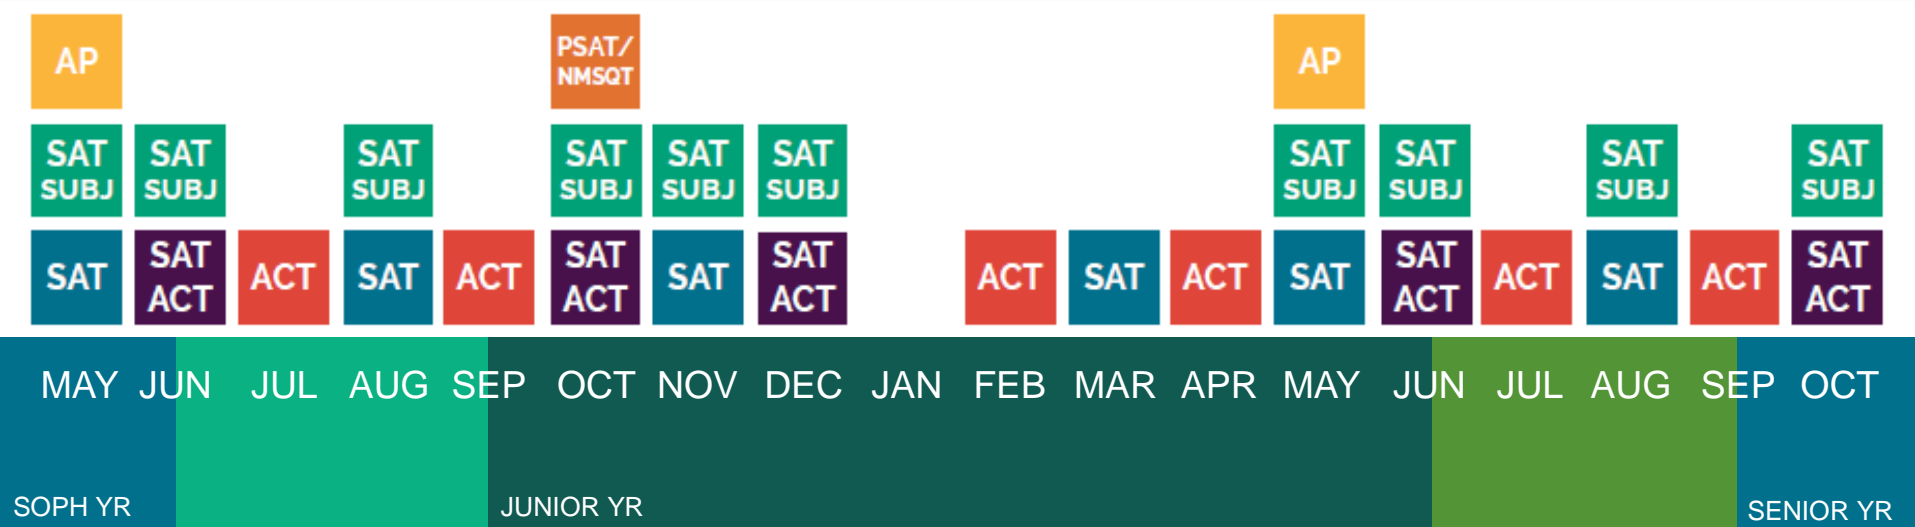 AP
PSAT/
NMSQT
AP
SAT
SUBJ
SAT
SUBJ
SAT
SUBJ
SAT
SUBJ
SAT
SUBJ
SAT
SUBJ
SAT
SUBJ
SAT
SUBJ
SAT
SUBJ
SAT
SUBJ
SAT
SAT
ACT
ACT
SAT
ACT
SAT
ACT
SAT
SAT
ACT
ACT
SAT
ACT
SAT
SAT
ACT
ACT
SAT
ACT
SAT
ACT
MAY JUN JUL AUG SEP OCT NOV DEC JAN FEB MAR APR MAY JUN JUL AUG SEP OCT
SOPH YR
JUNIOR YR
SENIOR YR